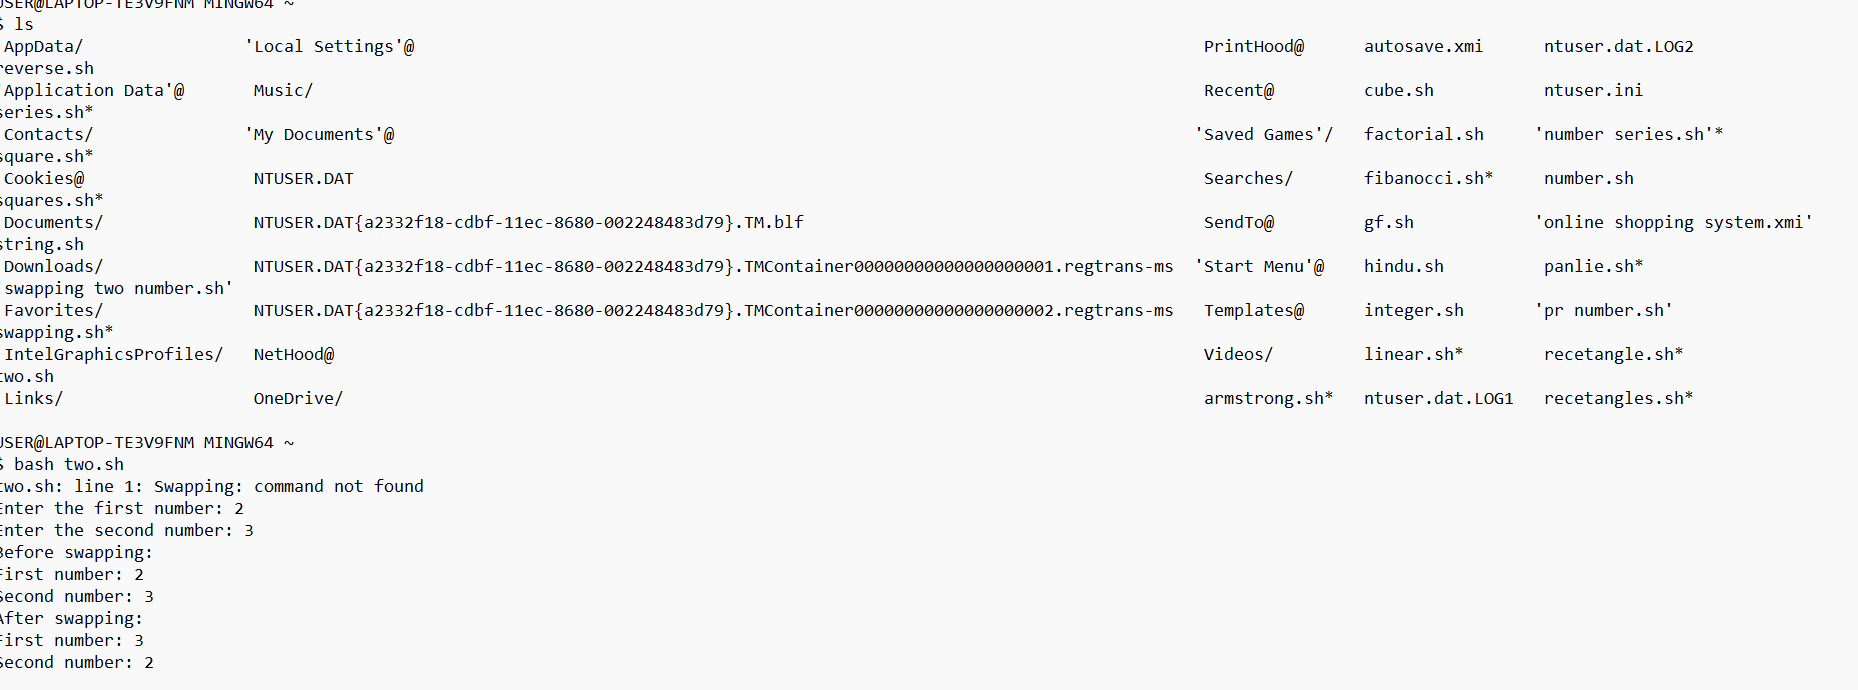 USER@LAPTOP-TE3V9FNM MINGW64 ~
$ ls
AppData/ 'Local Settings'@ PrintHood@ autosave.xmi ntuser.dat.LOG2
reverse.sh
'Application Data'@ Music/ Recent@ cube.sh ntuser.ini
series.sh*
Contacts/ 'My Documents'@ 'Saved Games'/ factorial.sh 'number series.sh'*
square.sh*
Cookies@ NTUSER.DAT Searches/ fibanocci.sh* number.sh
squares.sh*
Documents/ NTUSER.DAT{a2332f18-cdbf-11ec-8680-002248483d79}.TM.blf SendTo@ gf.sh 'online shopping system.xmi'
string.sh
Downloads/ NTUSER.DAT{a2332f18-cdbf-11ec-8680-002248483d79}.TMContainer00000000000000000001.regtrans-ms 'Start Menu'@ hindu.sh panlie.sh*
'swapping two number.sh'
Favorites/ NTUSER.DAT{a2332f18-cdbf-11ec-8680-002248483d79}.TMContainer00000000000000000002.regtrans-ms Templates@ integer.sh 'pr number.sh'
swapping.sh*
IntelGraphicsProfiles/ NetHood@ Videos/ linear.sh* recetangle.sh*
two.sh
Links/ OneDrive/ armstrong.sh* ntuser.dat.LOG1 recetangles.sh*
USER@LAPTOP-TE3V9FNM MINGW64 ~
$ bash two.sh
two.sh: line 1: Swapping: command not found
Enter the first number: 2
Enter the second number: 3
Before swapping:
First number: 2
Second number: 3
After swapping:
First number: 3
Second number: 2